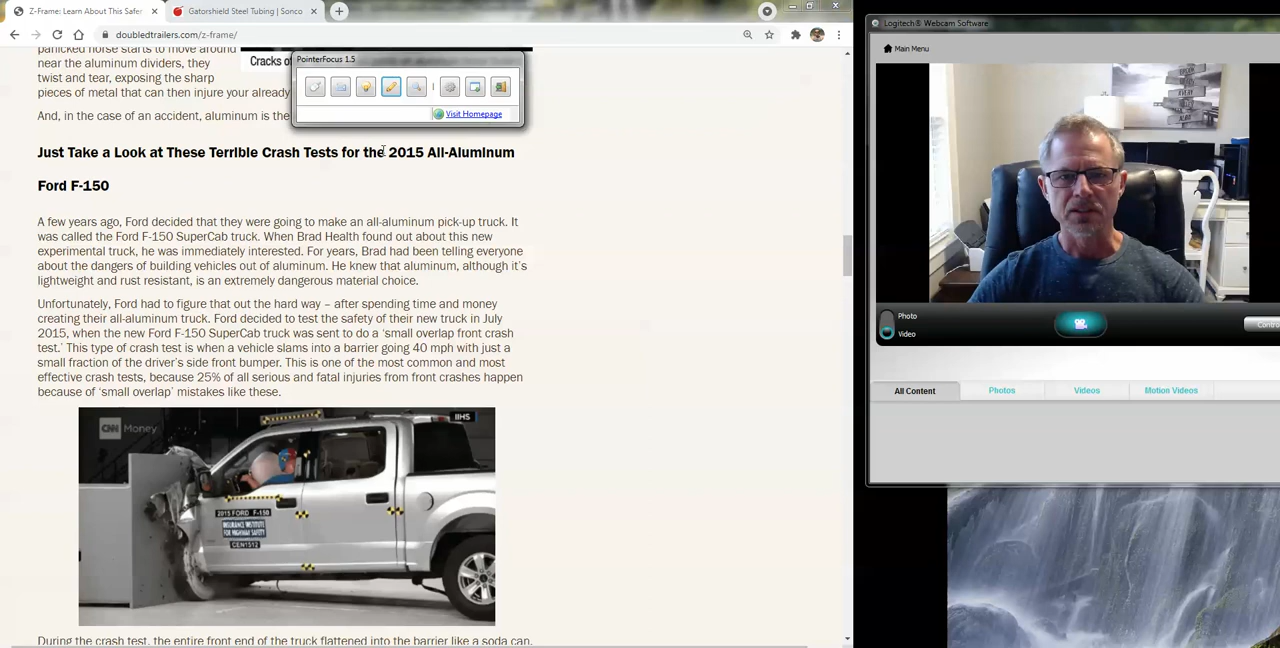 Z-Frame: Learn About This Safer
Gatorshield Steel Tubing | Sonco
doubledtrailers.com/z-frame/
panicked horse starts to move around
near the aluminum dividers, they
twist and tear, exposing the sharp
pieces of metal that can then injure your already
And, in the case of an accident, aluminum is the
Cracks of
PointerFocus 1.5
Visit Homepage
Just Take a Look at These Terrible Crash Tests for the 2015 All-Aluminum
Ford F-150
A few years ago, Ford decided that they were going to make an all-aluminum pick-up truck. It
was called the Ford F-150 SuperCab truck. When Brad Health found out about this new
experimental truck, he was immediately interested. For years, Brad had been telling everyone
about the dangers of building vehicles out of aluminum. He knew that aluminum, although it's
lightweight and rust resistant, is an extremely dangerous material choice.
Unfortunately, Ford had to figure that out the hard way – after spending time and money
creating their all-aluminum truck. Ford decided to test the safety of their new truck in July
2015, when the new Ford F-150 SuperCab truck was sent to do a 'small overlap front crash
test.' This type of crash test is when a vehicle slams into a barrier going 40 mph with just a
small fraction of the driver's side front bumper. This is one of the most common and most
effective crash tests, because 25% of all serious and fatal injuries from front crashes happen
because of 'small overlap' mistakes like these.
CNN Money
IIHS
2015 FORD F-150
INSURANCE INSTITUTE
FOR HIGHWAY SAFETY
CEN1512
During the crash test, the entire front end of the truck flattened into the barrier like a soda can.
Logitech® Webcam Software
Main Menu
Photo
Video
Contro
All Content
Photos
Videos
Motion Videos